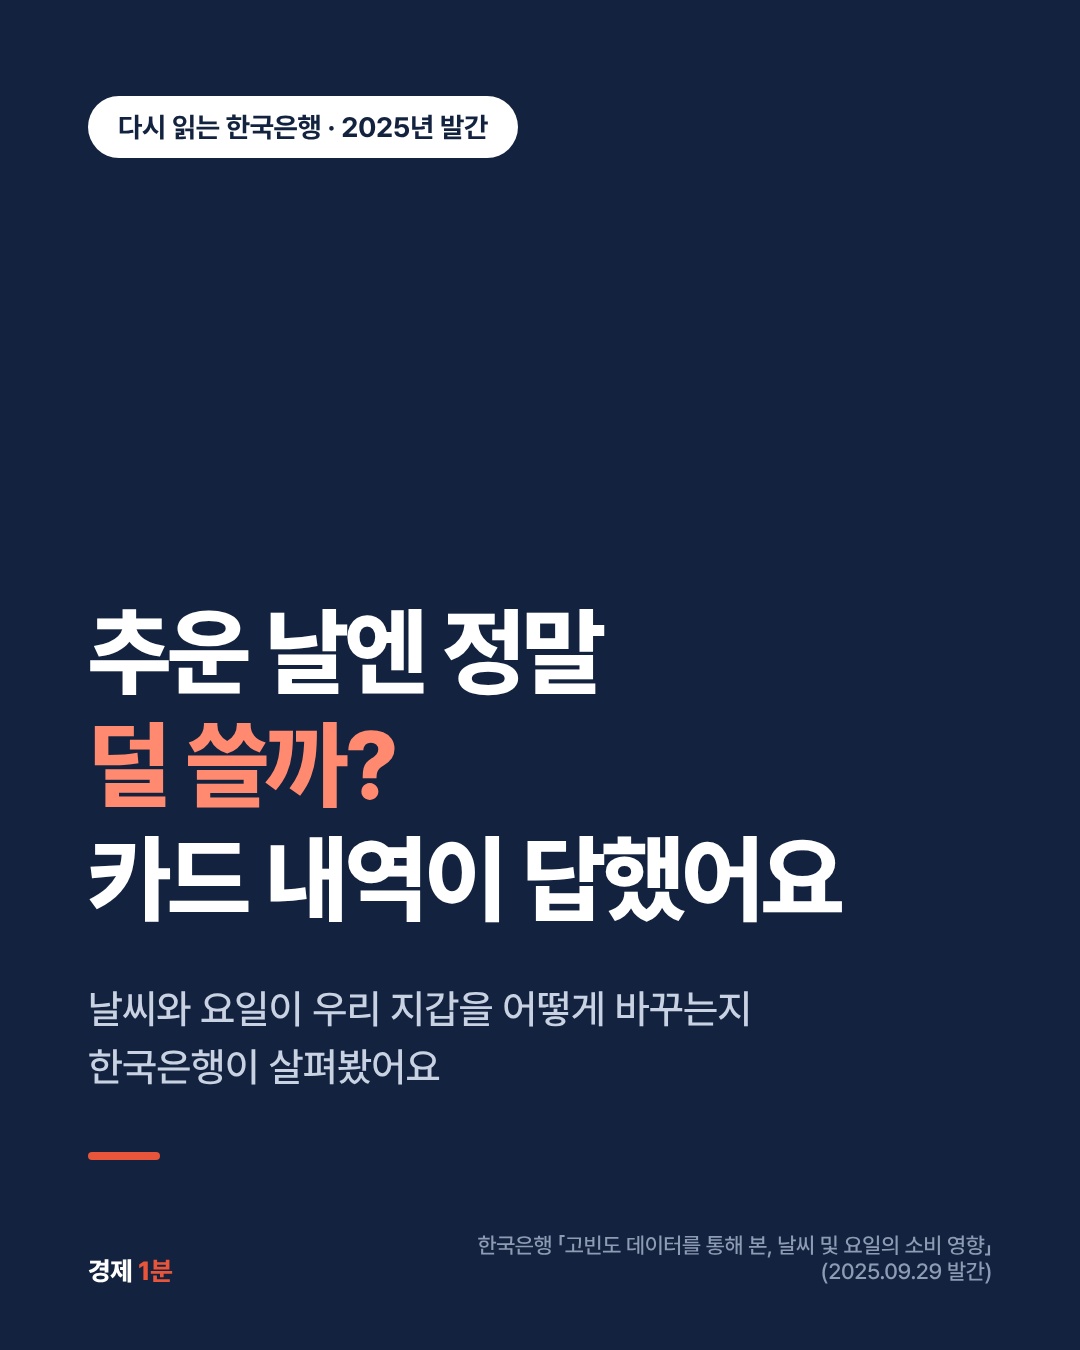 다시 읽는 한국은행 · 2025년 발간
추운 날엔 정말
덜 쓸까?
카드 내역이 답했어요
날씨와 요일이 우리 지갑을 어떻게 바꾸는지
한국은행이 살펴봤어요
경제 1분
한국은행 「고빈도 데이터를 통해 본, 날씨 및 요일의 소비 영향」
(2025.09.29 발간)